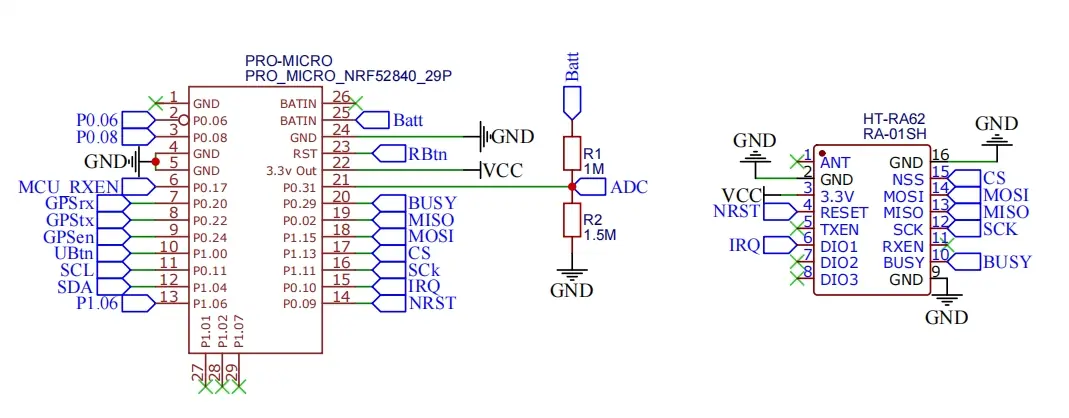 PRO-MICRO
PRO_MICRO_NRF52840_29P
1 GND BATIN 26
P0.06 2 P0.06 BATIN 25 Batt
P0.08 3 P0.08 GND 24 GND
GND 4 GND RST 23 RBtn
5 GND 3.3v Out 22 VCC
MCU_RXEN 6 P0.17 P0.31 21 ADC
GPSrx 7 P0.20 P0.29 20 BUSY
GPStx 8 P0.22 P0.02 19 MISO
GPSen 9 P0.24 P1.15 18 MOSI
UBtn 10 P1.00 P1.13 17 CS
SCL 11 P0.11 P1.11 16 SCk
SDA 12 P1.04 P0.10 15 IRQ
P1.06 13 P1.06 P0.09 14 NRST
P1.01 P1.02 P1.07
27 28 29
Batt
R1
1M
R2
1.5M
GND
HT-RA62
RA-01SH
GND GND
1 ANT GND 16
2 GND NSS 15 CS
VCC 3 3.3V MOSI 14 MOSI
NRST 4 RESET MISO 13 MISO
5 TXEN SCK 12 SCK
IRQ 6 DIO1 RXEN 11
7 DIO2 BUSY 10 BUSY
8 DIO3 GND 9
GND